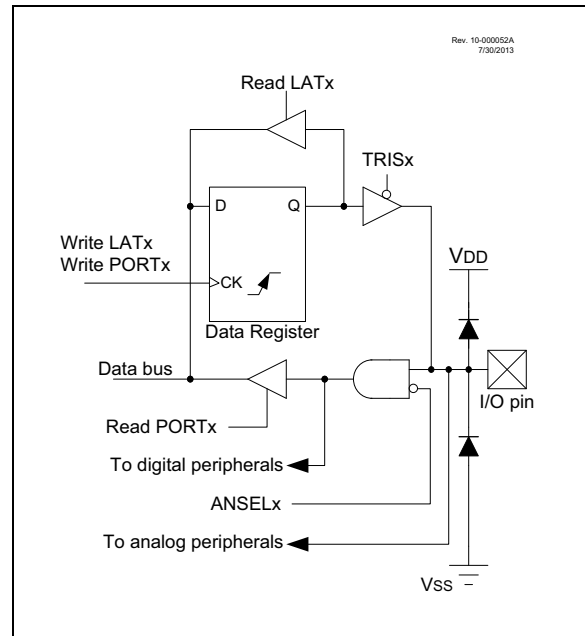 Rev. 10-000052A
7/30/2013
Read LATx
TRISx
D
Q
Write LATx
Write PORTx
CK
VDD
Data Register
Data bus
I/O pin
Read PORTx
To digital peripherals
ANSELx
To analog peripherals
Vss